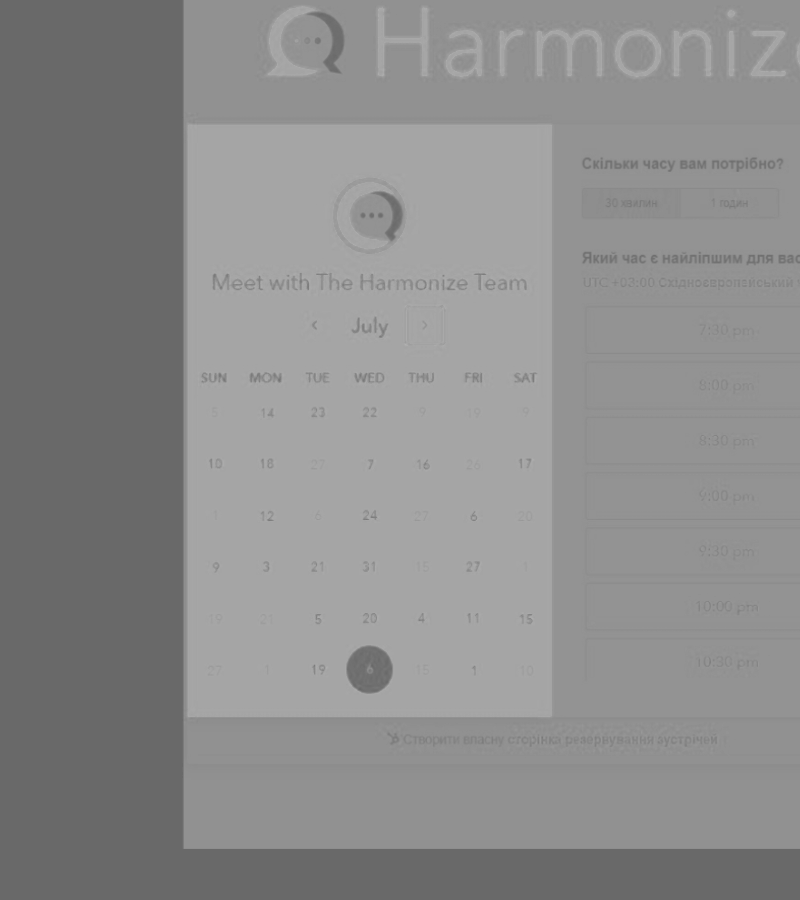 Harmonize
Meet with The Harmonize Team
July
SUN MON TUE WED THU FRI SAT
5 14 23 22 9 19 9
10 18 27 7 16 26 17
1 12 6 24 27 6 20
9 3 21 31 15 27 1
19 21 5 20 4 11 15
27 1 19 6 15 1 10
Скільки часу вам потрібно?
30 хвилин 1 годин
Який час є найліпшим для вас
UTC +03:00 Східноєвропейський
7:30 pm
8:00 pm
8:30 pm
9:00 pm
9:30 pm
10:00 pm
10:30 pm
Створити власну сторінка резервування зустрічей